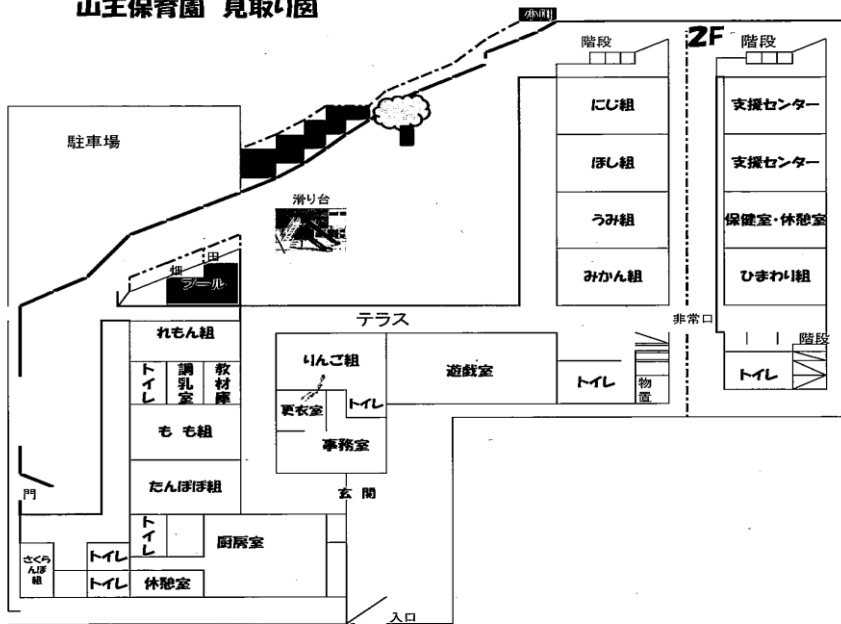 山王保育園 見取り図
2F
階段
階段
にじ組
支援センター
駐車場
ほし組
支援センター
滑り台
うみ組
保健室・休憩室
畑
田
プール
みかん組
ひまわり組
テラス
非常口
れもん組
りんご組
遊戯室
階段
トイレ
調乳室
教材庫
トイレ
物置
トイレ
更衣室
トイレ
もも組
事務室
たんぽぽ組
玄関
門
トイレ
厨房室
さくらんぼ組
トイレ
トイレ
休憩室
入口